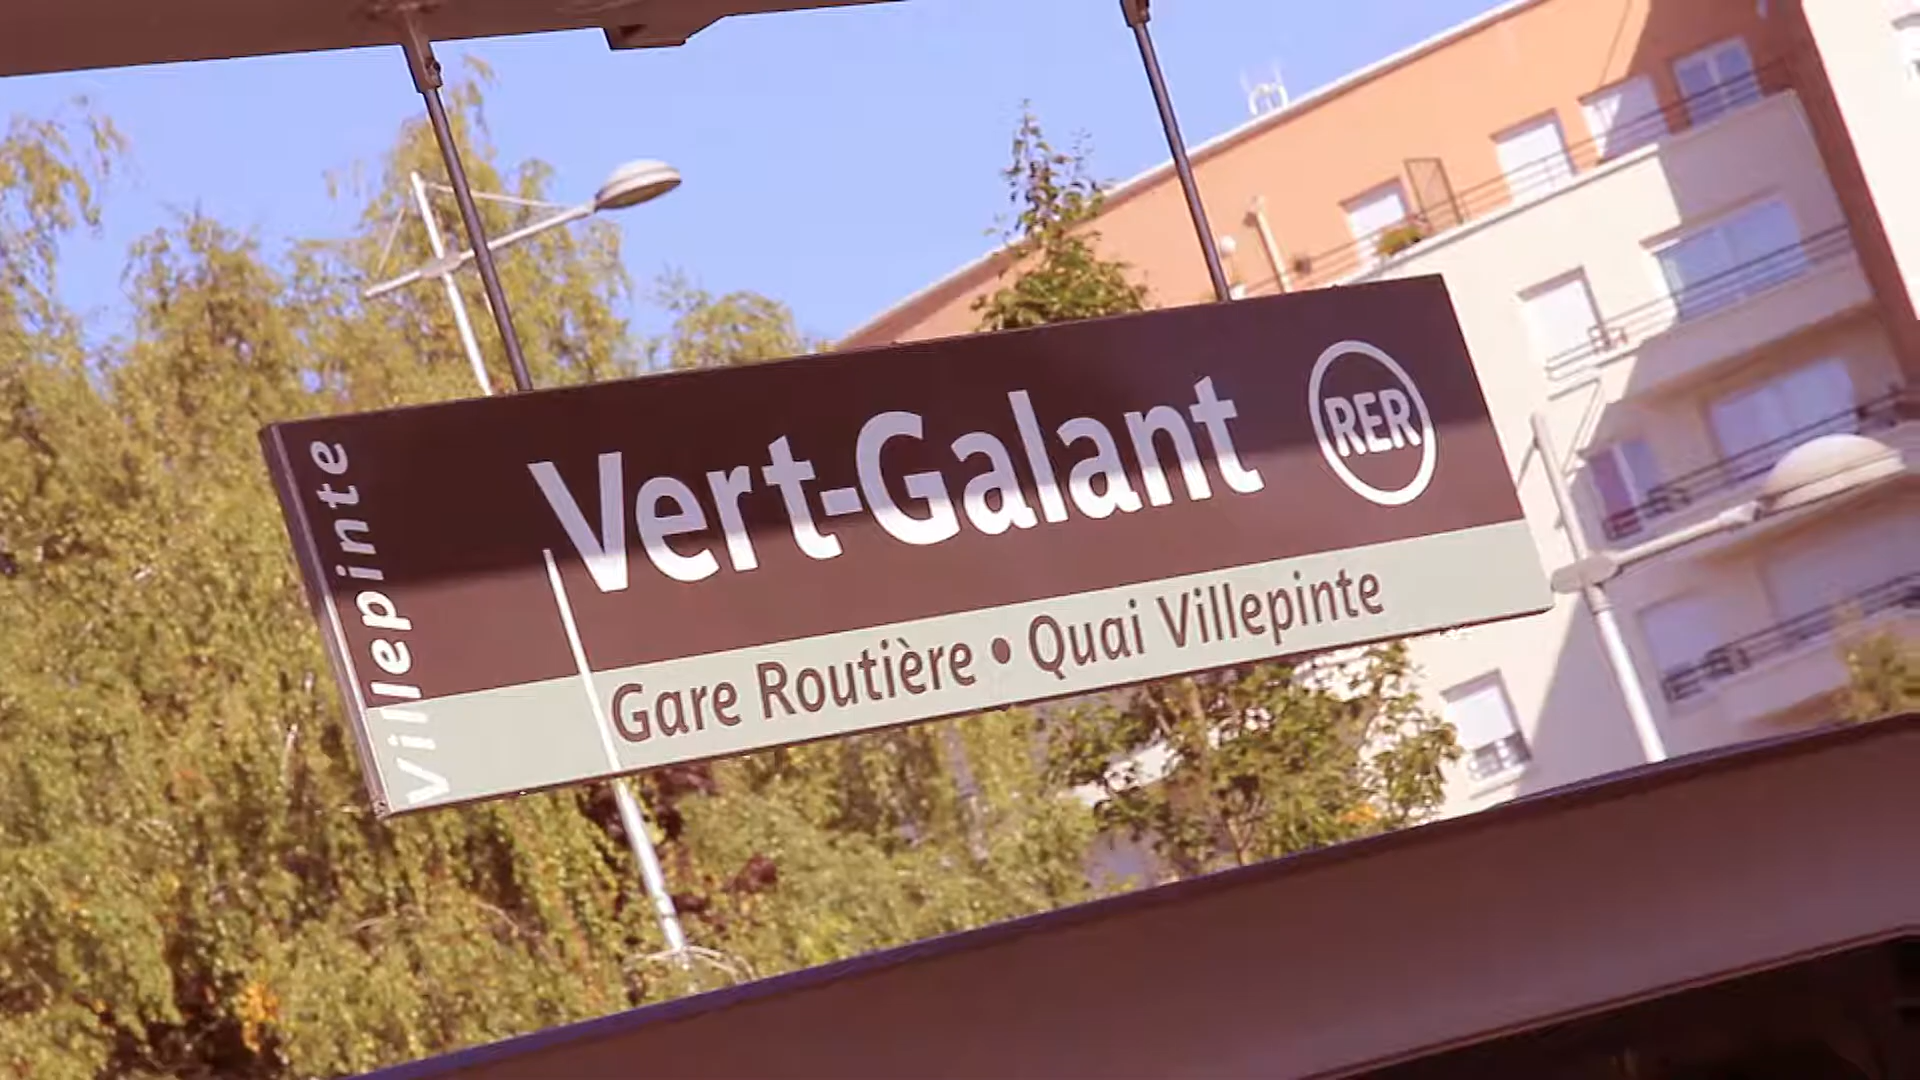 Villepinte
Vert-Galant
RER
Gare Routière • Quai Villepinte